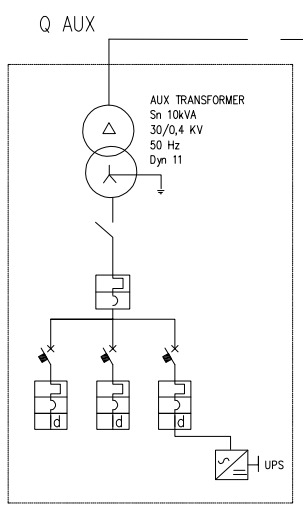 Q AUX
AUX TRANSFORMER
Sn 10kVA
30/0,4 KV
50 Hz
Dyn 11
d
d
d
UPS